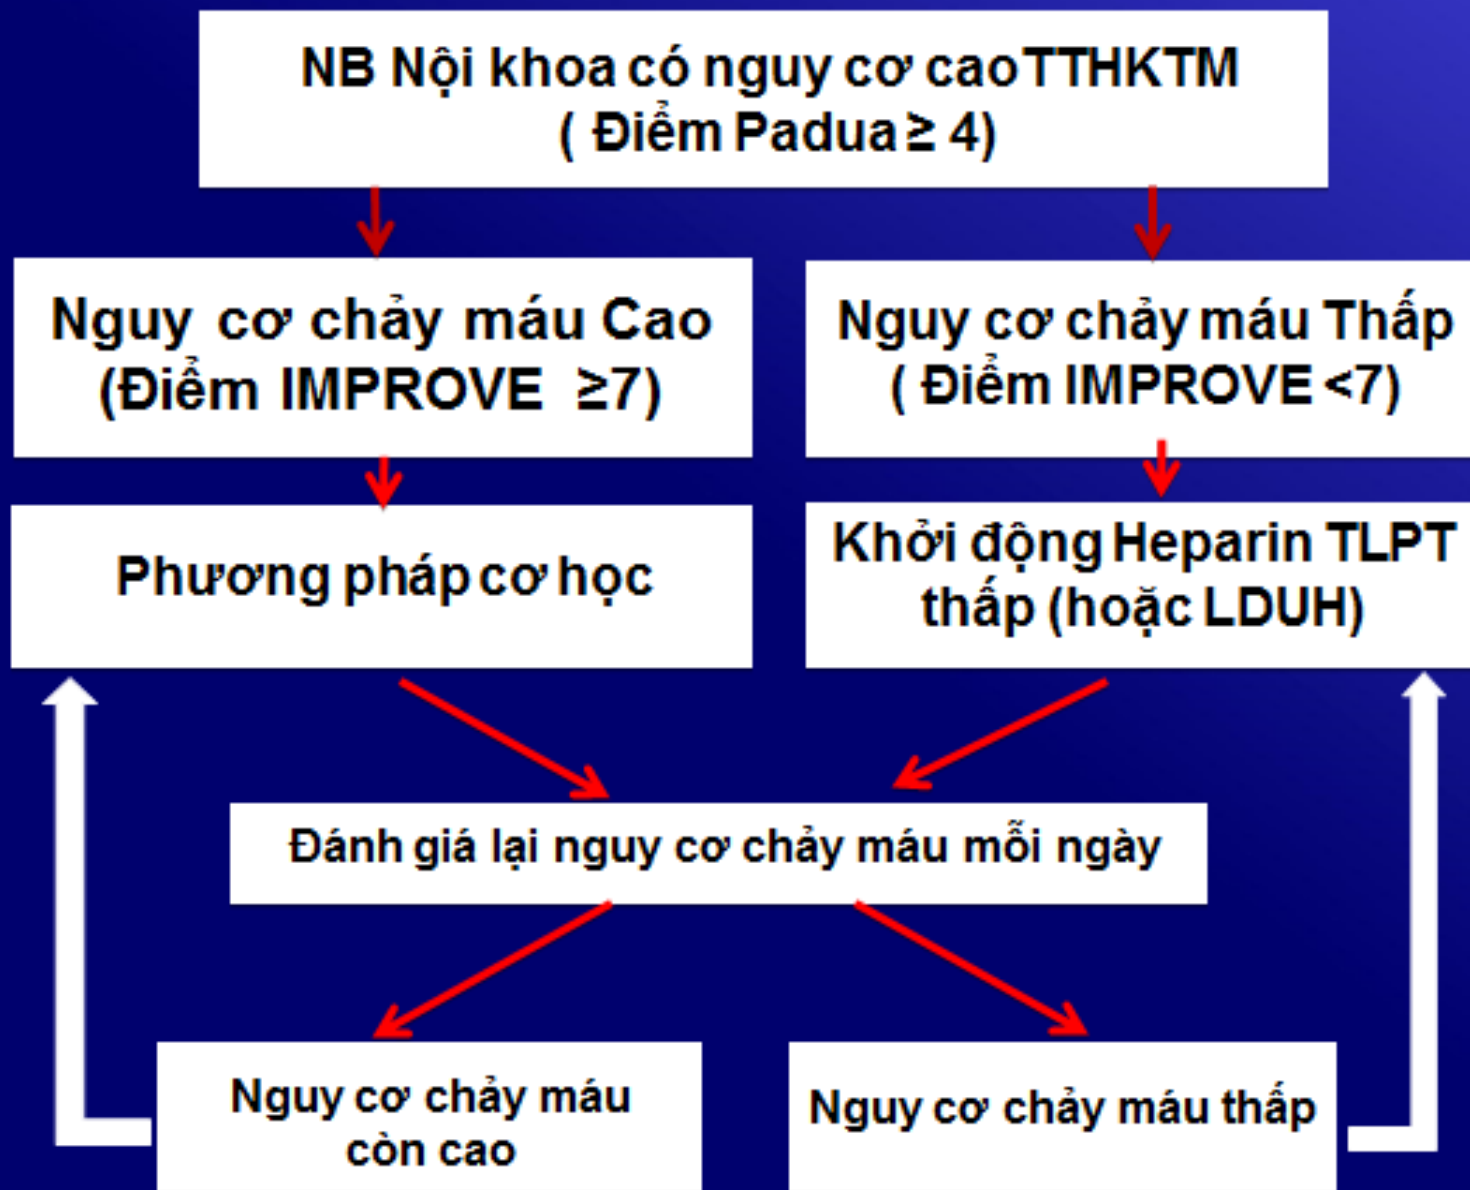 NB Nội khoa có nguy cơ cao TTHKTM
( Điểm Padua ≥ 4)
Nguy cơ chảy máu Cao
(Điểm IMPROVE ≥7)
Nguy cơ chảy máu Thấp
( Điểm IMPROVE <7)
Phương pháp cơ học
Khởi động Heparin TLPT
thấp (hoặc LDUH)
Đánh giá lại nguy cơ chảy máu mỗi ngày
Nguy cơ chảy máu
còn cao
Nguy cơ chảy máu thấp